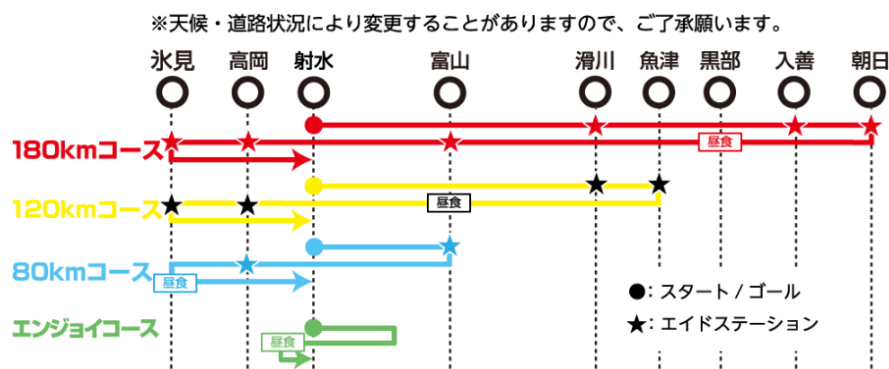 ※天候・道路状況により変更することがありますので、ご了承願います。
氷見 高岡 射水 富山 滑川 魚津 黒部 入善 朝日
180kmコース
昼食
120kmコース
昼食
80kmコース
昼食
●：スタート / ゴール
★：エイドステーション
エンジョイコース
昼食